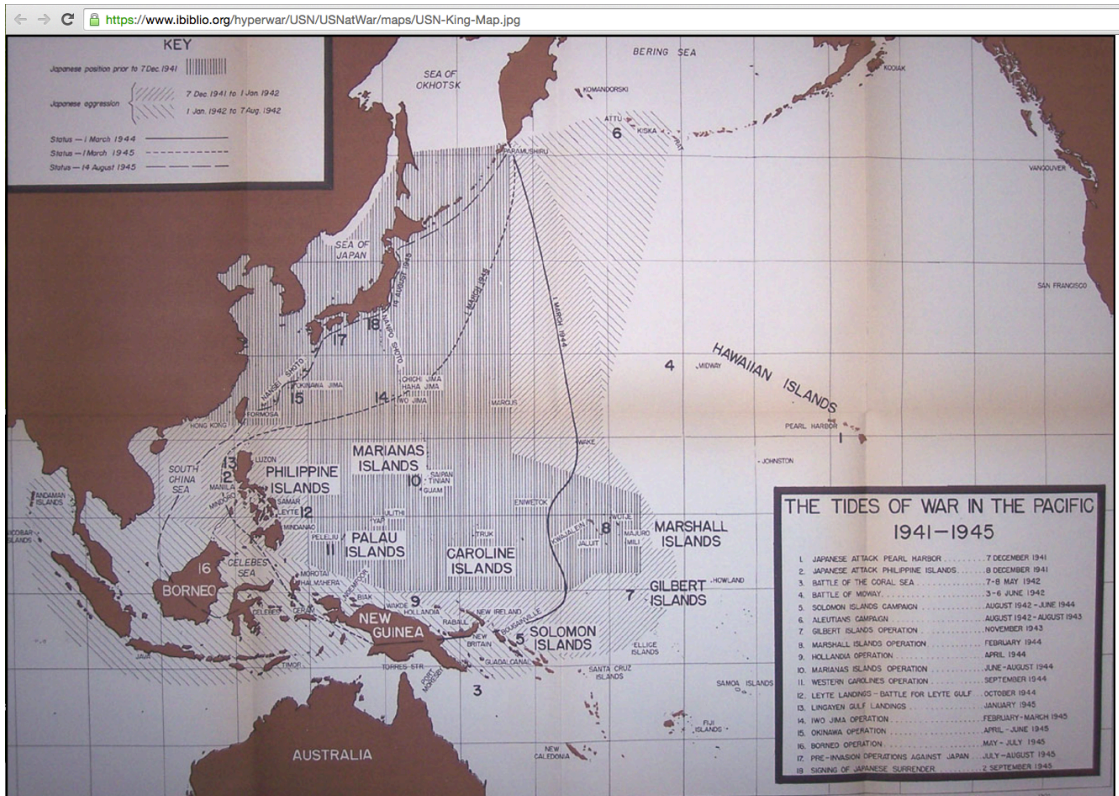 https://www.ibiblio.org/hyperwar/USN/USNatWar/maps/USN-King-Map.jpg
KEY
Japanese position prior to 7 Dec. 1941
Japanese aggression
7 Dec. 1941 to 1 Jan. 1942
1 Jan. 1942 to 7 Aug. 1942
Status — 1 March 1944
Status — 1 March 1945
Status — 14 August 1945
BERING SEA
SEA OF
OKHOTSK
KODIAK
KOMANDORSKI
ATTU
6
KISKA
PARAMUSHIRU
VANCOUVER
SEA OF
JAPAN
14 AUGUST 1945
1 MARCH 1945
1 MARCH 1944
SAN FRANCISCO
18
17
NANPO SHOTO
4
MIDWAY
HAWAIIAN ISLANDS
NANSEI SHOTO
OKINAWA JIMA
15
CHICHI JIMA
HAHA JIMA
14
IWO JIMA
MARCUS
FORMOSA
HONG KONG
PEARL HARBOR
1
WAKE
JOHNSTON
MARIANAS
ISLANDS
10
SAIPAN
TINIAN
GUAM
SOUTH
CHINA
SEA
13
LUZON
2
MANILA
MINDORO
PHILIPPINE
ISLANDS
SAMAR
LEYTE
12
MINDANAO
ANDAMAN
ISLANDS
NICOBAR
ISLANDS
ULITHI
YAP
PELELIU
11
PALAU
ISLANDS
TRUK
CAROLINE
ISLANDS
ENIWETOK
KWAJALEIN
8
WOTJE
JALUIT
MAJURO
MILI
MARSHALL
ISLANDS
16
BORNEO
CELEBES
SEA
MOROTAI
HALMAHERA
NOEMFOOR
BIAK
9
WAKDE
HOLLANDIA
7
GILBERT
ISLANDS
HOWLAND
CELEBES
CERAM
NEW
GUINEA
NEW IRELAND
RABAUL
NEW
BRITAIN
BOUGAINVILLE
5
SOLOMON
ISLANDS
GUADALCANAL
ELLICE
ISLANDS
TIMOR
TORRES STR.
PORT
MORESBY
3
SANTA CRUZ
ISLANDS
SAMOA ISLANDS
FIJI
ISLANDS
NEW
CALEDONIA
AUSTRALIA
THE TIDES OF WAR IN THE PACIFIC
1941—1945
1. JAPANESE ATTACK PEARL HARBOR .......... 7 DECEMBER 1941
2. JAPANESE ATTACK PHILIPPINE ISLANDS ... 8 DECEMBER 1941
3. BATTLE OF THE CORAL SEA .......... 7-8 MAY 1942
4. BATTLE OF MIDWAY .......... 3-6 JUNE 1942
5. SOLOMON ISLANDS CAMPAIGN .......... AUGUST 1942-JUNE 1944
6. ALEUTIANS CAMPAIGN .......... AUGUST 1942-AUGUST 1943
7. GILBERT ISLANDS OPERATION .......... NOVEMBER 1943
8. MARSHALL ISLANDS OPERATION .......... FEBRUARY 1944
9. HOLLANDIA OPERATION .......... APRIL 1944
10. MARIANAS ISLANDS OPERATION .......... JUNE-AUGUST 1944
11. WESTERN CAROLINES OPERATION .......... SEPTEMBER 1944
12. LEYTE LANDINGS - BATTLE FOR LEYTE GULF .. OCTOBER 1944
13. LINGAYEN GULF LANDINGS .......... JANUARY 1945
14. IWO JIMA OPERATION .......... FEBRUARY-MARCH 1945
15. OKINAWA OPERATION .......... APRIL - JUNE 1945
16. BORNEO OPERATION .......... MAY - JULY 1945
17. PRE-INVASION OPERATIONS AGAINST JAPAN .. JULY-AUGUST 1945
18 SIGNING OF JAPANESE SURRENDER .......... 2 SEPTEMBER 1945